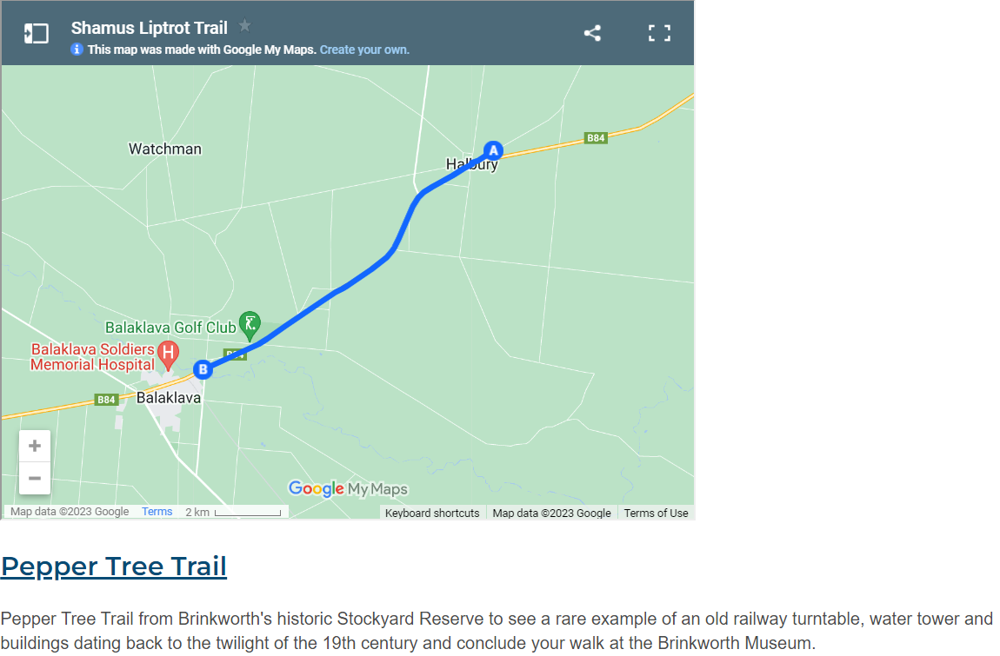 Shamus Liptrot Trail
This map was made with Google My Maps. Create your own.
B84
A
Watchman
Halbury
Balaklava Golf Club
Balaklava Soldiers
Memorial Hospital
H
B
B84
Balaklava
Google My Maps
Map data ©2023 Google Terms 2 km
Keyboard shortcuts Map data ©2023 Google Terms of Use
Pepper Tree Trail
Pepper Tree Trail from Brinkworth's historic Stockyard Reserve to see a rare example of an old railway turntable, water tower and
buildings dating back to the twilight of the 19th century and conclude your walk at the Brinkworth Museum.